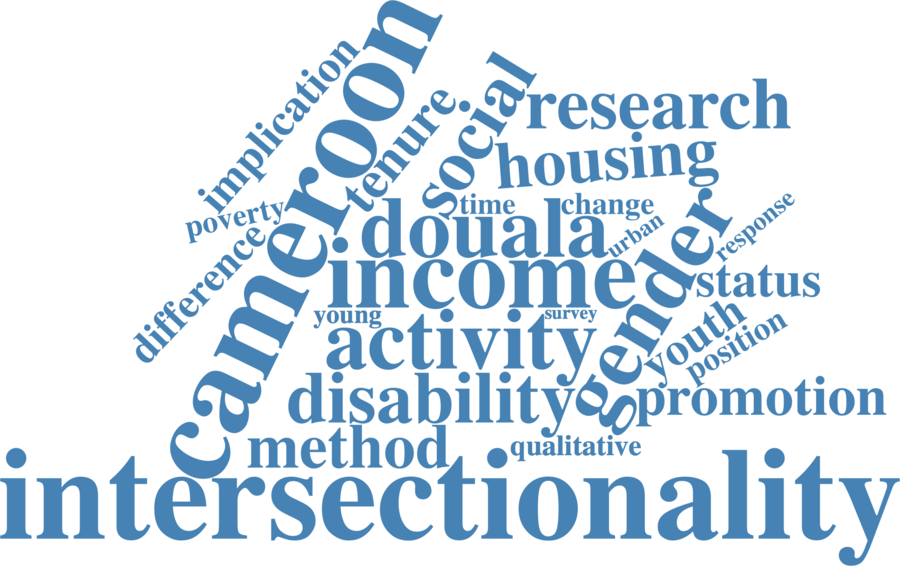 cameroon
implication
tenure
social
research
housing
poverty
time
change
response
difference
douala
urban
gender
income
status
young
survey
activity
youth
position
disability
promotion
method
qualitative
intersectionality